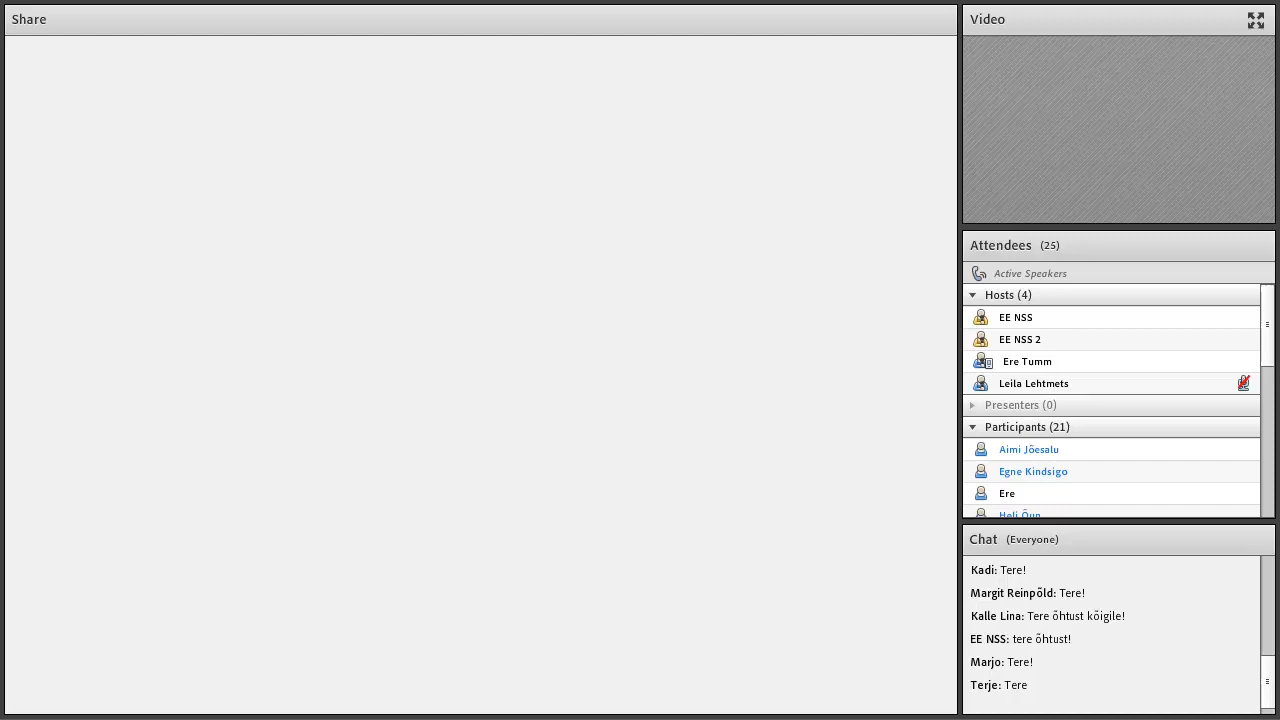 Share
Video
Attendees (25)
Active Speakers
Hosts (4)
EE NSS
EE NSS 2
Ere Tumm
Leila Lehtmets
Presenters (0)
Participants (21)
Aimi Jõesalu
Egne Kindsigo
Ere
Heli Õun
Chat (Everyone)
Kadi: Tere!
Margit Reinpõld: Tere!
Kalle Lina: Tere õhtust kõigile!
EE NSS: tere õhtust!
Marjo: Tere!
Terje: Tere